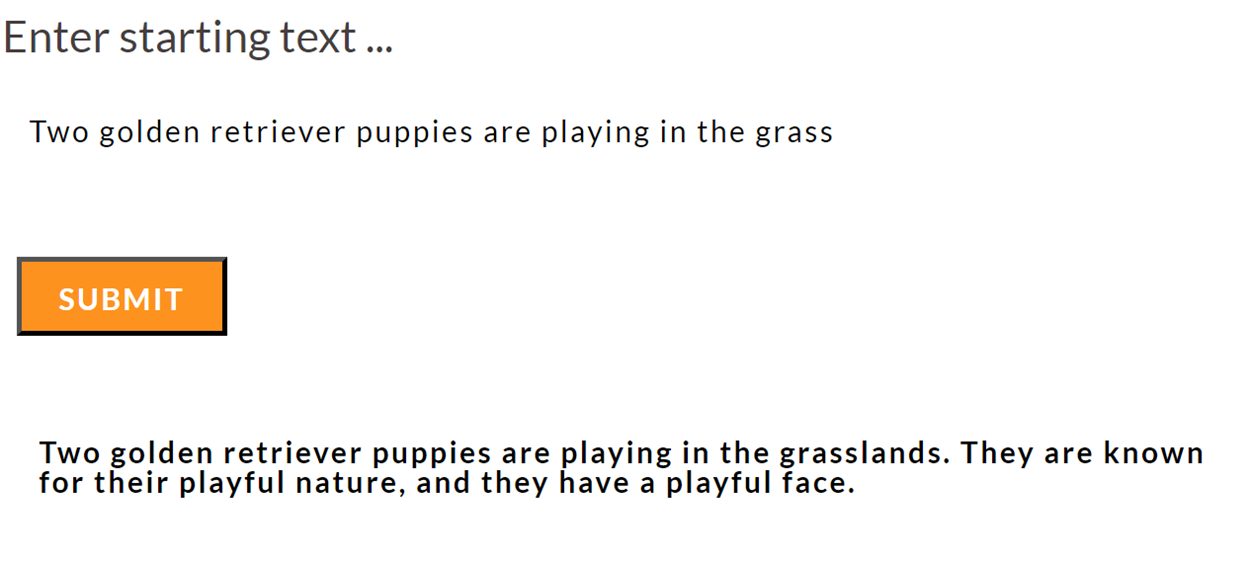 Enter starting text ...
Two golden retriever puppies are playing in the grass
SUBMIT
Two golden retriever puppies are playing in the grasslands. They are known
for their playful nature, and they have a playful face.